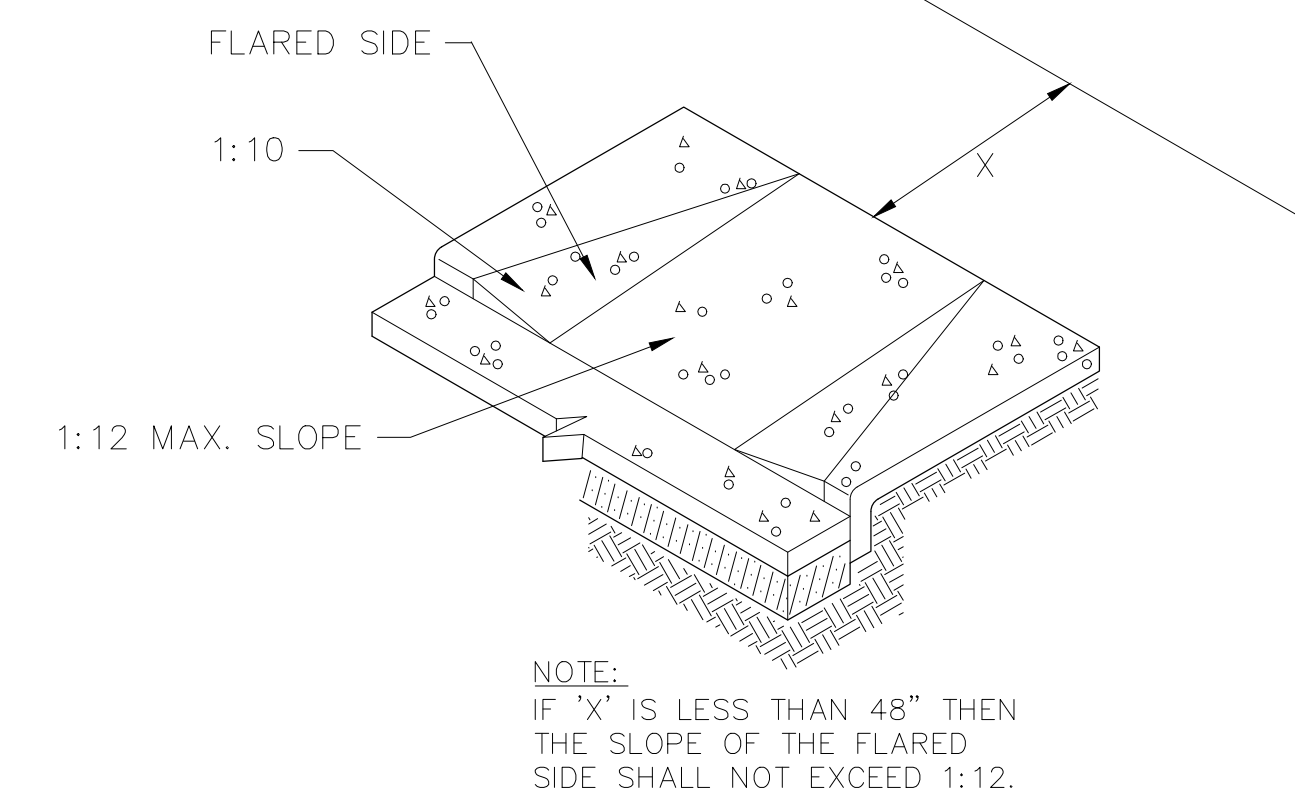 FLARED SIDE
1:10
X
1:12 MAX. SLOPE
NOTE:
IF 'X' IS LESS THAN 48" THEN
THE SLOPE OF THE FLARED
SIDE SHALL NOT EXCEED 1:12.